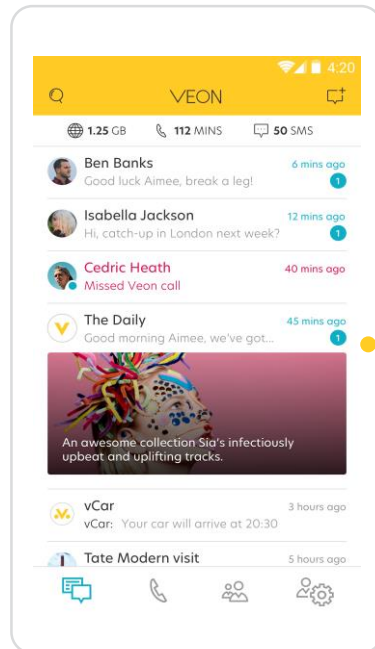 4:20
VEON
1.25 GB 112 MINS 50 SMS
Ben Banks 6 mins ago
Good luck Aimee, break a leg! 1
Isabella Jackson 12 mins ago
Hi, catch-up in London next week? 1
Cedric Heath 40 mins ago
Missed Veon call
The Daily 45 mins ago
Good morning Aimee, we've got... 1
An awesome collection Sia's infectiously
upbeat and uplifting tracks.
vCar 3 hours ago
vCar: Your car will arrive at 20:30
Tate Modern visit 5 hours ago